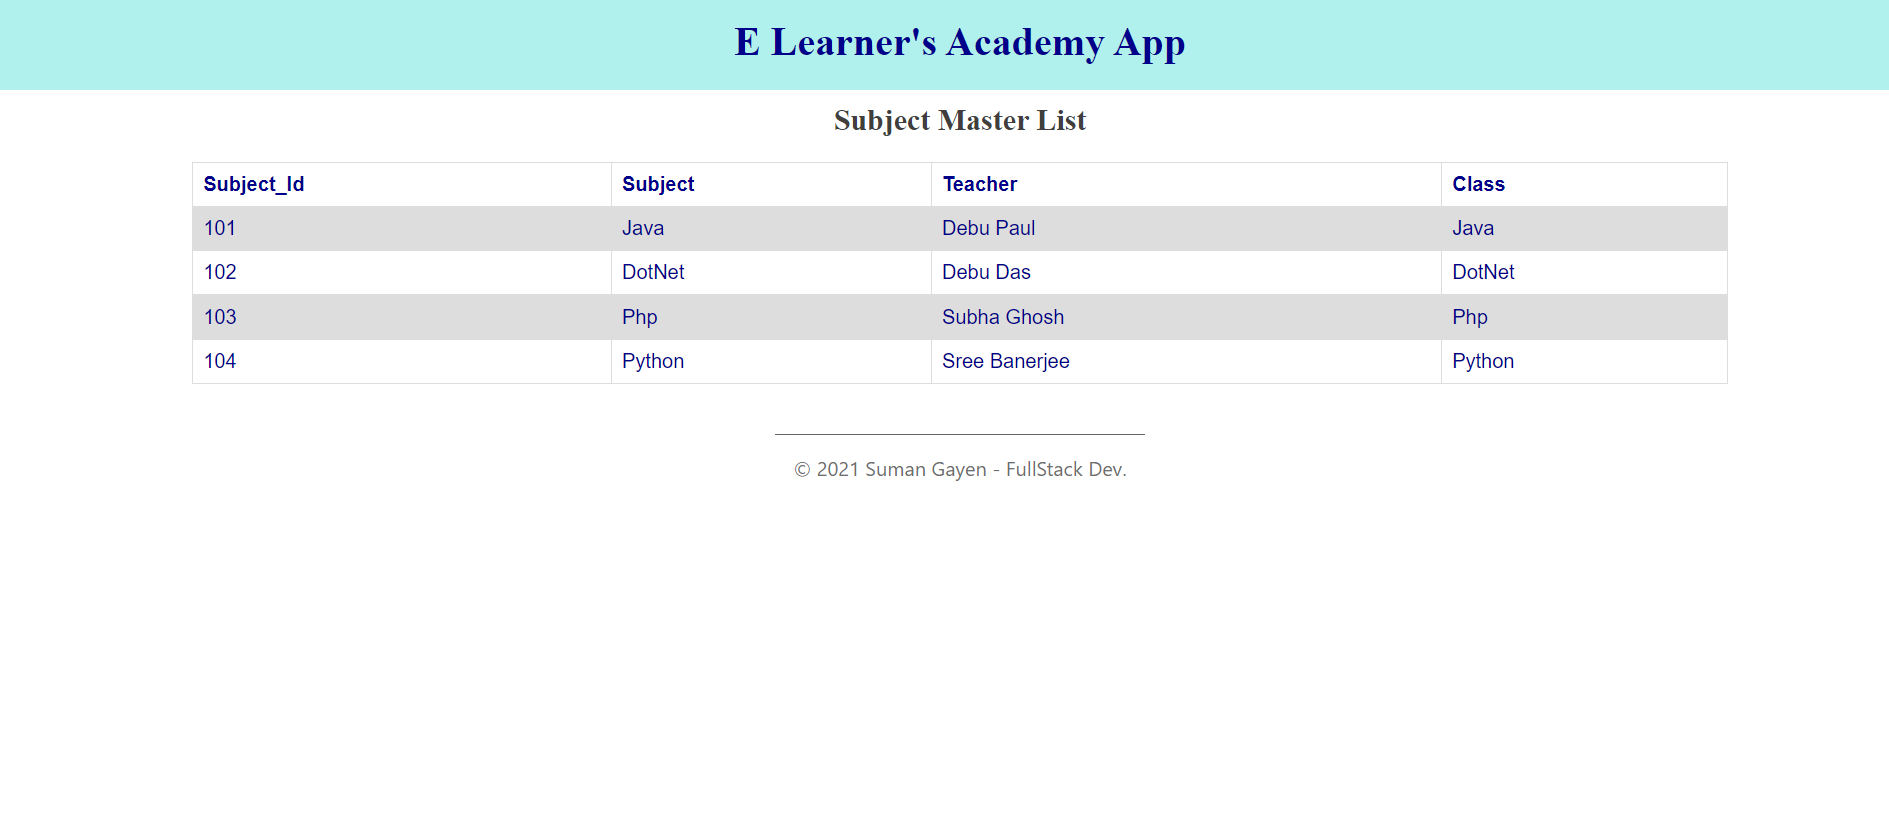 E Learner's Academy App
Subject Master List
Subject_Id Subject Teacher Class
101 Java Debu Paul Java
102 DotNet Debu Das DotNet
103 Php Subha Ghosh Php
104 Python Sree Banerjee Python
© 2021 Suman Gayen - FullStack Dev.